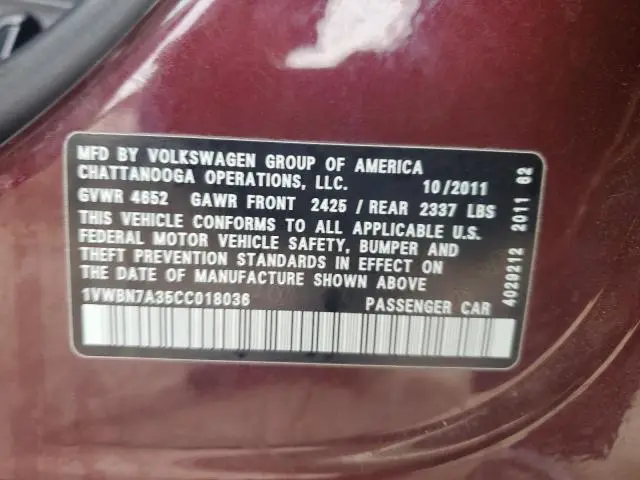 MFD BY VOLKSWAGEN GROUP OF AMERICA
CHATTANOOGA OPERATIONS, LLC. 10/2011
GVWR 4652 GAWR FRONT 2425 / REAR 2337 LBS
THIS VEHICLE CONFORMS TO ALL APPLICABLE U.S.
FEDERAL MOTOR VEHICLE SAFETY, BUMPER AND
THEFT PREVENTION STANDARDS IN EFFECT ON
THE DATE OF MANUFACTURE SHOWN ABOVE
1VWBN7A35CC018036 PASSENGER CAR
4029212 2011 62